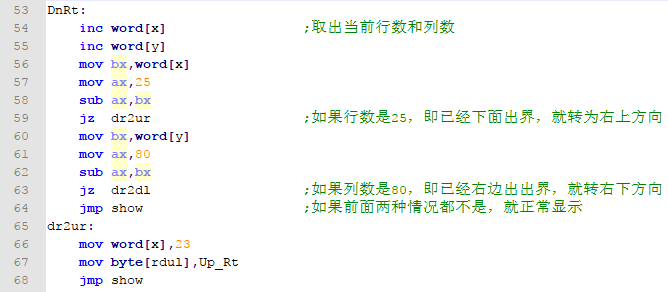 53 DnRt:
54 inc word[x] ;取出当前行数和列数
55 inc word[y]
56 mov bx,word[x]
57 mov ax,25
58 sub ax,bx
59 jz dr2ur ;如果行数是25，即已经下面出界，就转为右上方向
60 mov bx,word[y]
61 mov ax,80
62 sub ax,bx
63 jz dr2dl ;如果列数是80，即已经右边出出界，就转右下方向
64 jmp show ;如果前面两种情况都不是，就正常显示
65 dr2ur:
66 mov word[x],23
67 mov byte[rdul],Up_Rt
68 jmp show